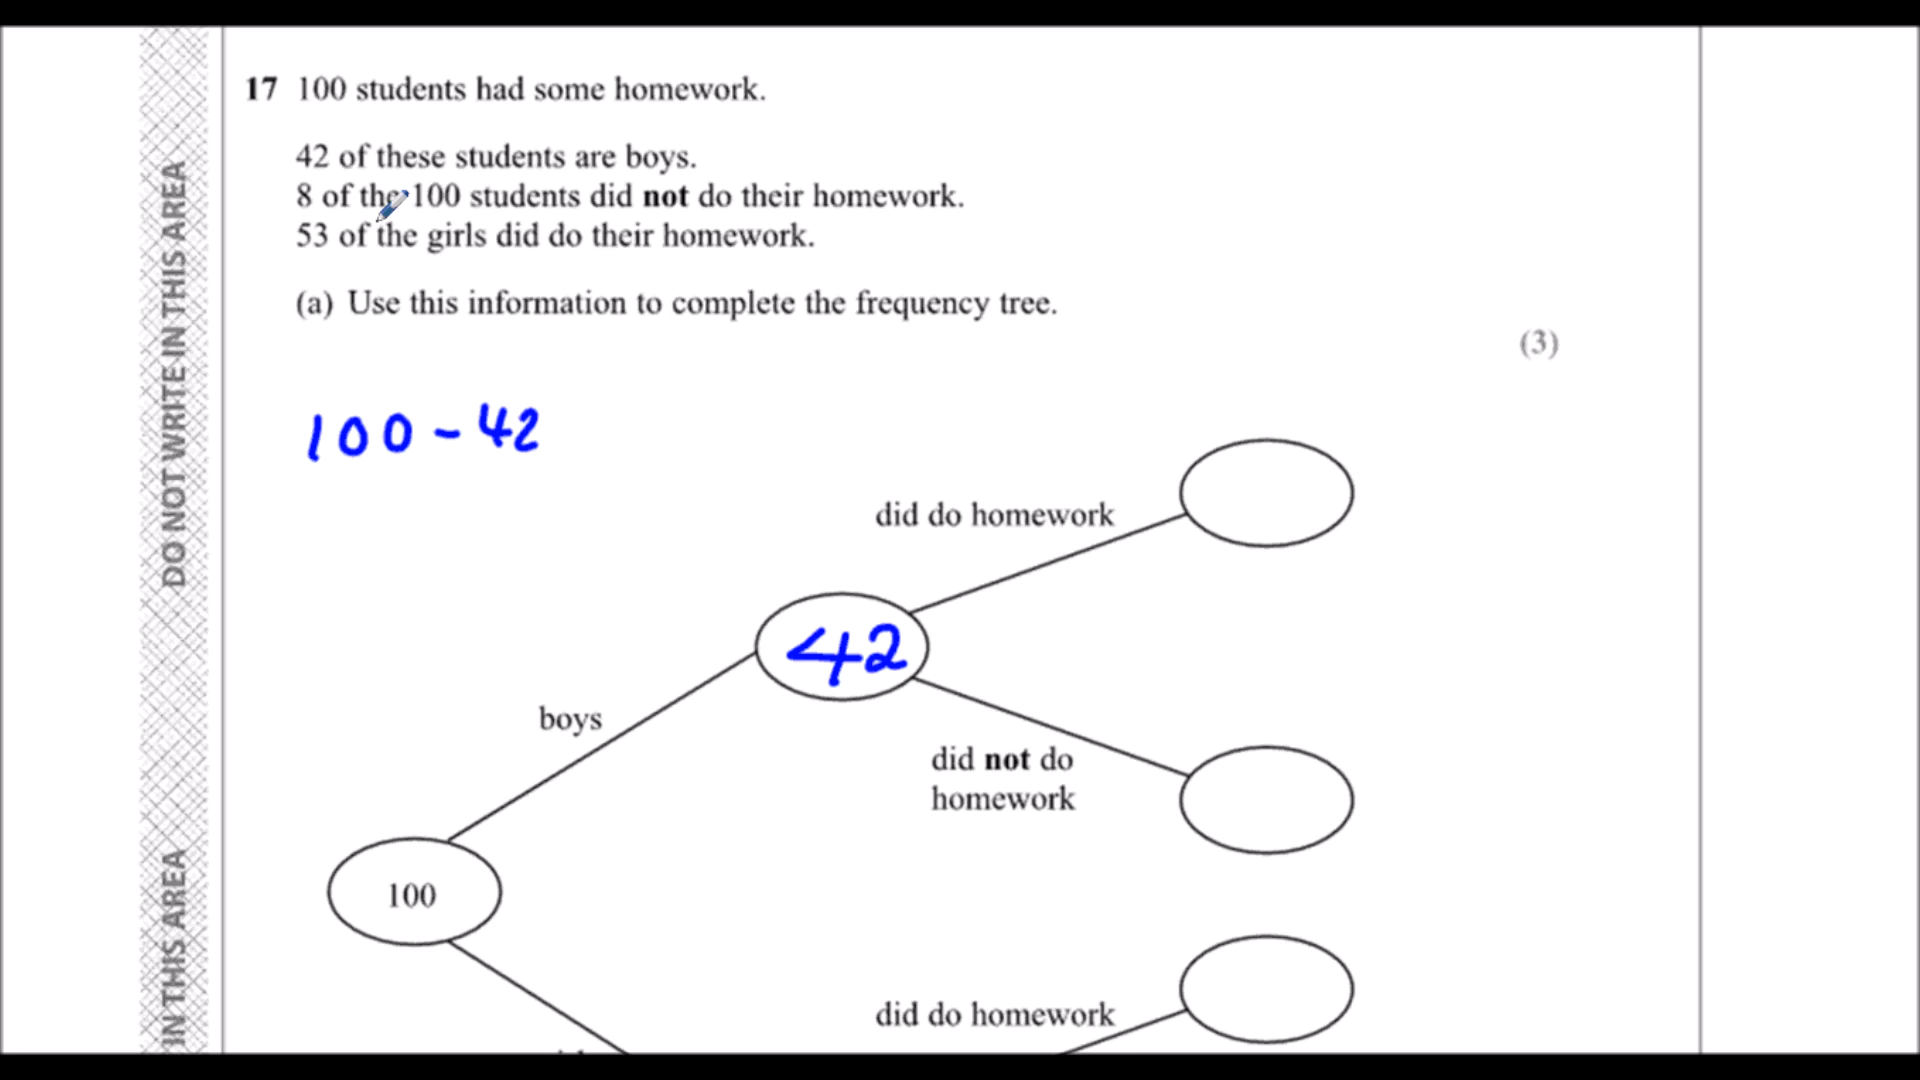 17 100 students had some homework.
42 of these students are boys.
8 of the 100 students did not do their homework.
53 of the girls did do their homework.
(a) Use this information to complete the frequency tree.
(3)
100 - 42
did do homework
42
boys
did not do
homework
100
did do homework
DO NOT WRITE IN THIS AREA
IN THIS AREA